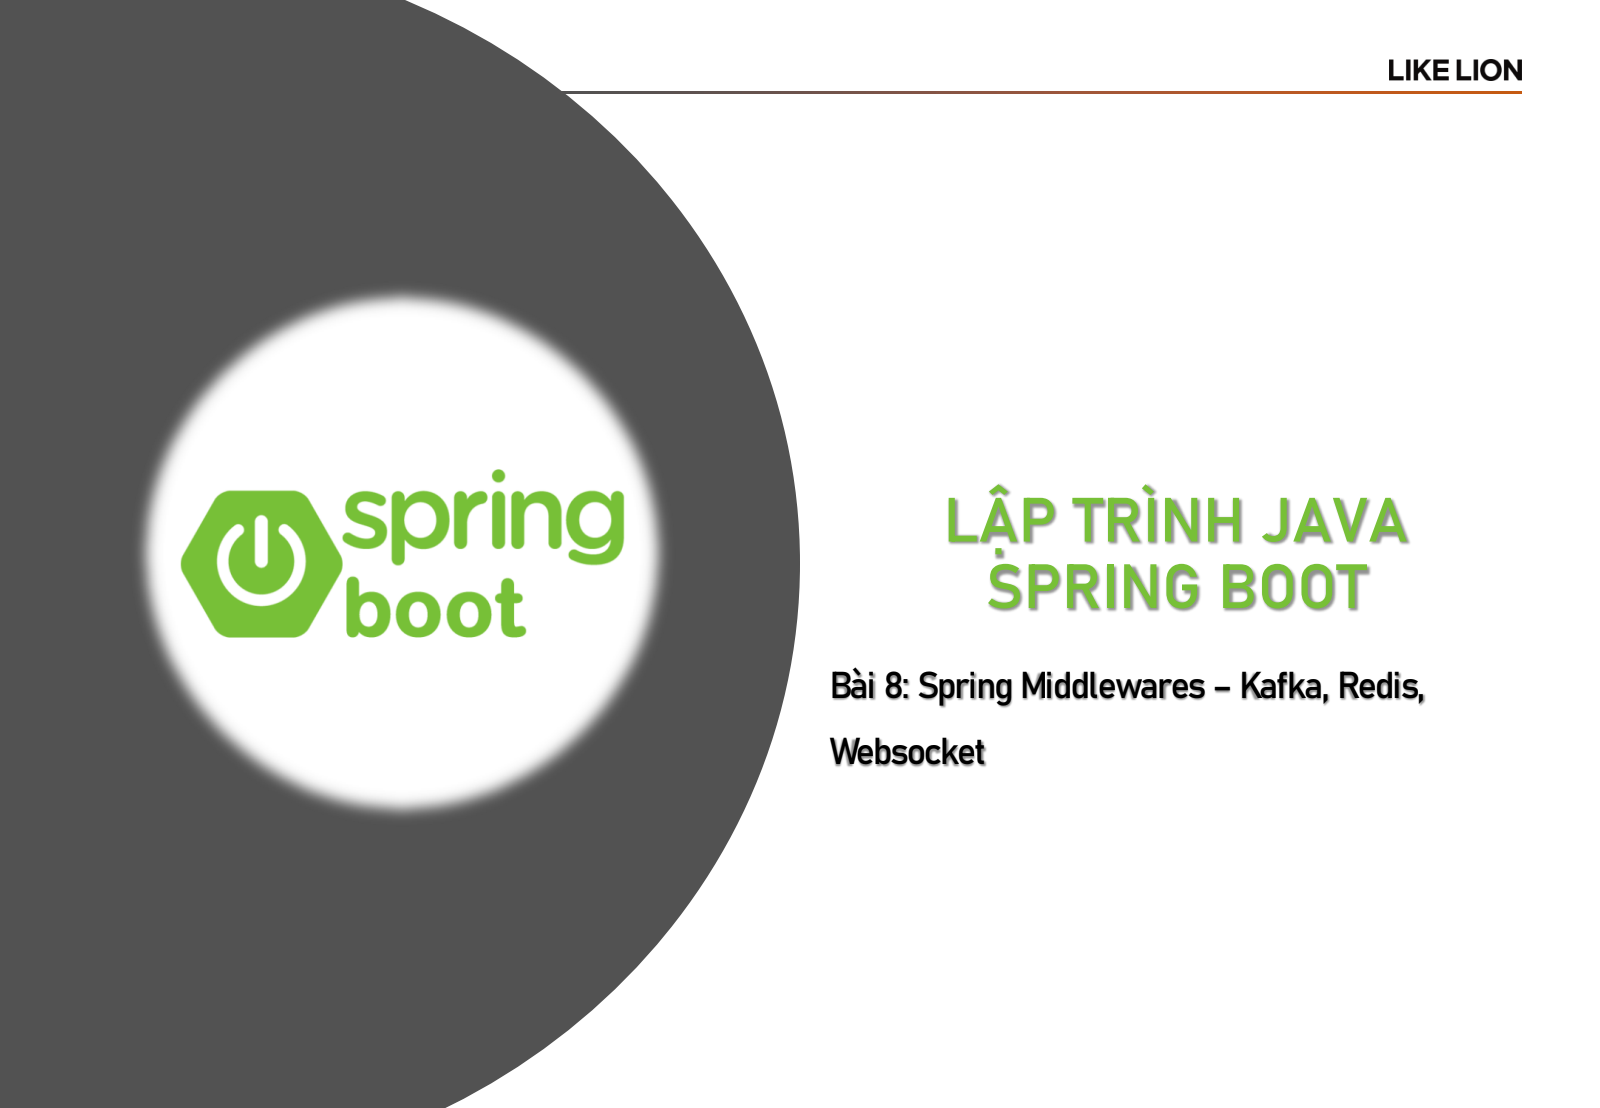 LIKE LION
spring
boot
LẬP TRÌNH JAVA
SPRING BOOT
Bài 8: Spring Middlewares – Kafka, Redis,
Websocket